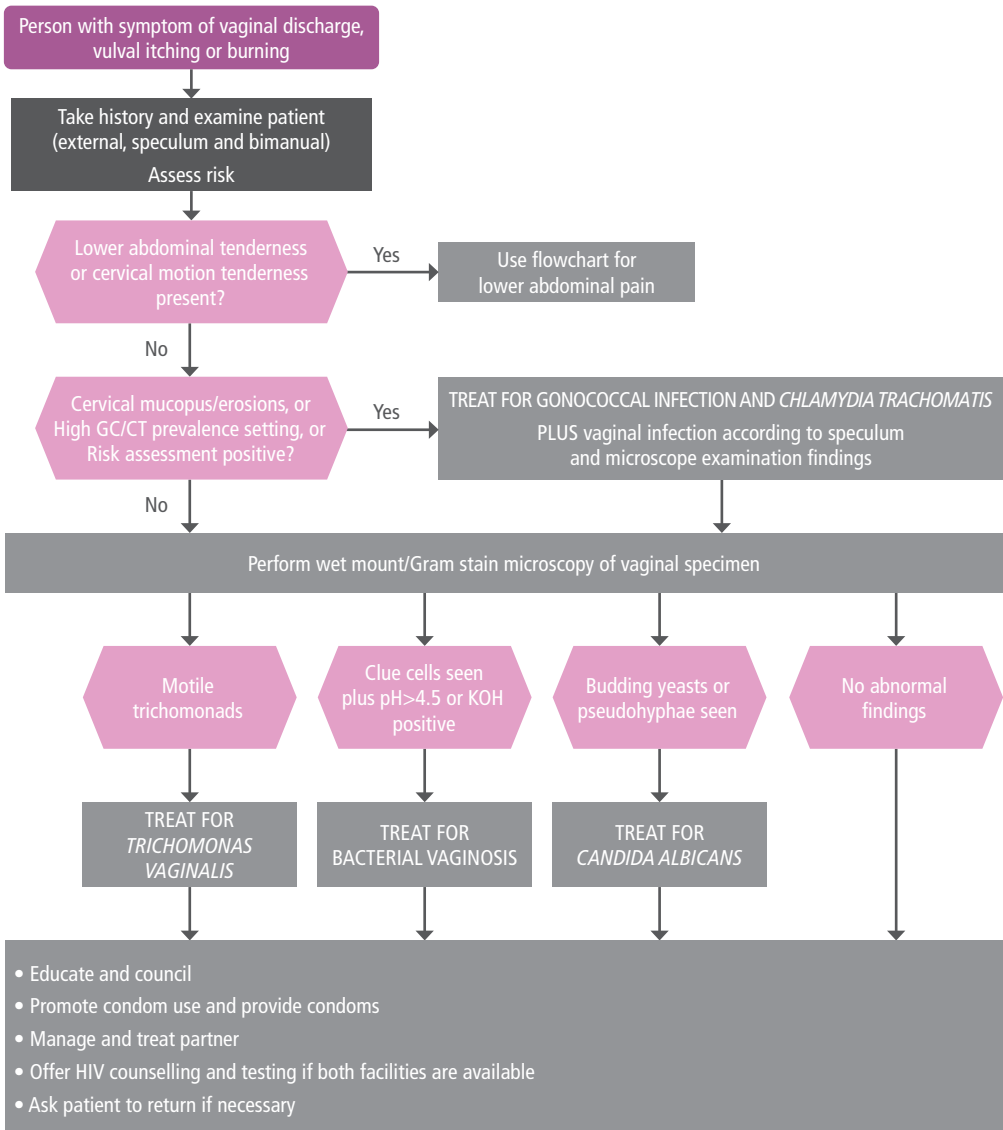 Person with symptom of vaginal discharge,
vulval itching or burning
Take history and examine patient
(external, speculum and bimanual)
Assess risk
Lower abdominal tenderness
or cervical motion tenderness
present?
Yes
Use flowchart for
lower abdominal pain
No
Cervical mucopus/erosions, or
High GC/CT prevalence setting, or
Risk assessment positive?
Yes
TREAT FOR GONOCOCCAL INFECTION AND CHLAMYDIA TRACHOMATIS
PLUS vaginal infection according to speculum
and microscope examination findings
No
Perform wet mount/Gram stain microscopy of vaginal specimen
Motile
trichomonads
Clue cells seen
plus pH>4.5 or KOH
positive
Budding yeasts or
pseudohyphae seen
No abnormal
findings
TREAT FOR
TRICHOMONAS
VAGINALIS
TREAT FOR
BACTERIAL VAGINOSIS
TREAT FOR
CANDIDA ALBICANS
• Educate and council
• Promote condom use and provide condoms
• Manage and treat partner
• Offer HIV counselling and testing if both facilities are available
• Ask patient to return if necessary